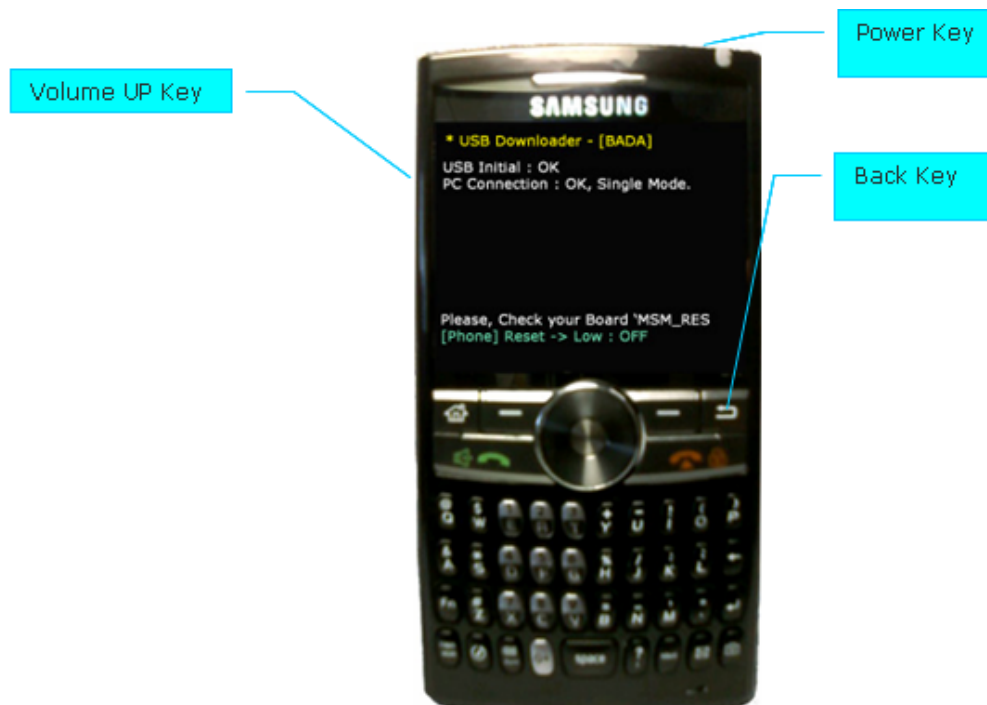 Power Key
Volume UP Key
SAMSUNG
* USB Downloader - [BADA]
USB Initial : OK
PC Connection : OK, Single Mode.
Back Key
Please, Check your Board 'MSM_RES
[Phone] Reset -> Low : OFF
Q W Y U I O P
A S H J K L
Fn Z X C V B N M
space ?